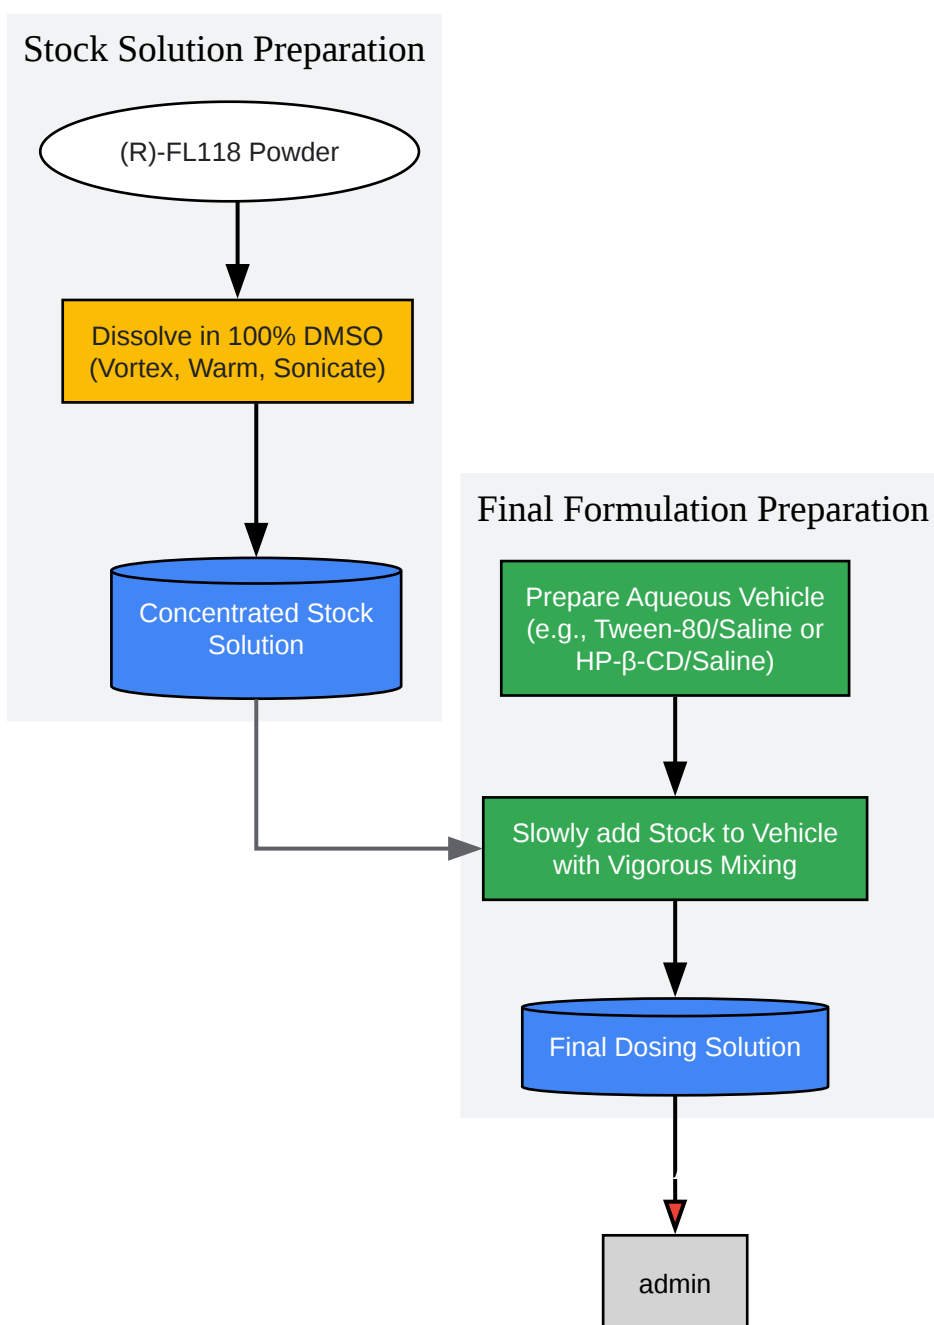 Stock Solution Preparation
(R)-FL118 Powder
Dissolve in 100% DMSO
(Vortex, Warm, Sonicate)
Concentrated Stock
Solution
Final Formulation Preparation
Prepare Aqueous Vehicle
(e.g., Tween-80/Saline or
HP-β-CD/Saline)
Slowly add Stock to Vehicle
with Vigorous Mixing
Final Dosing Solution
admin